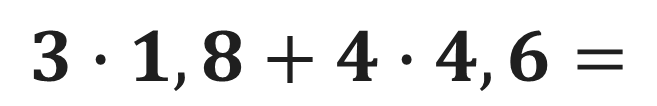 3 · 1,8 + 4 · 4,6 =